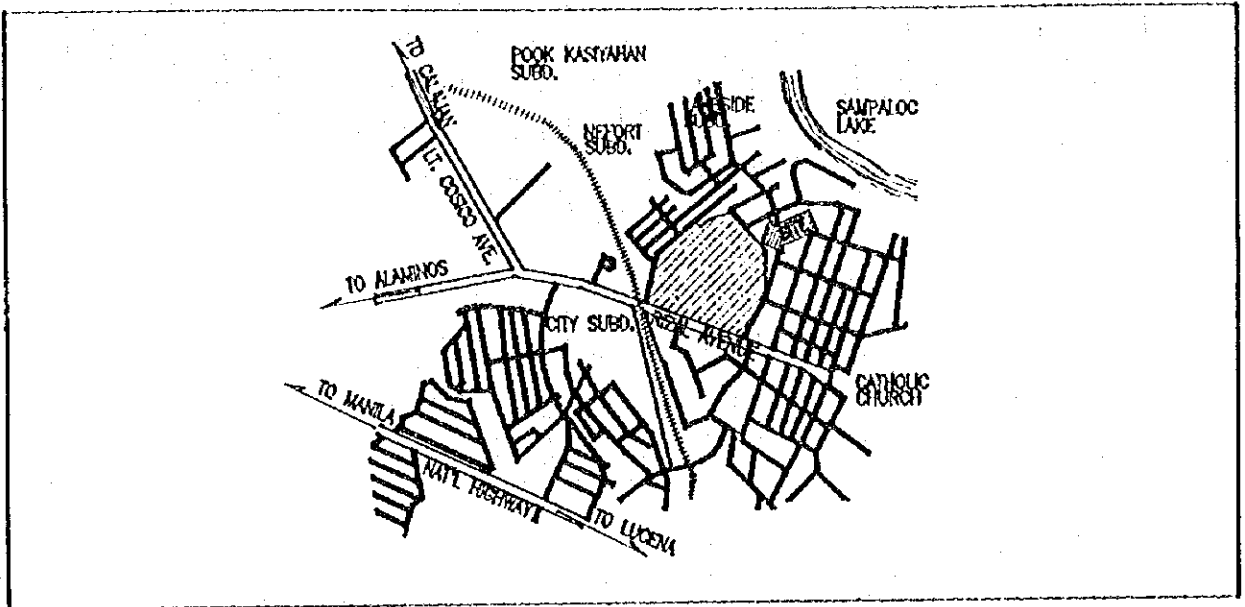 POOK KASIYAHAN
SUBD.
TO CALAUAN
LT. COSICO AVE.
NEFORT
SUBD.
LAKESIDE
SUBD.
SAMPALOC
LAKE
TO ALAMINOS
CITY SUBD.
RIZAL AVENUE
CATHOLIC
CHURCH
TO MANILA
NAT'L HIGHWAY
TO LUCENA